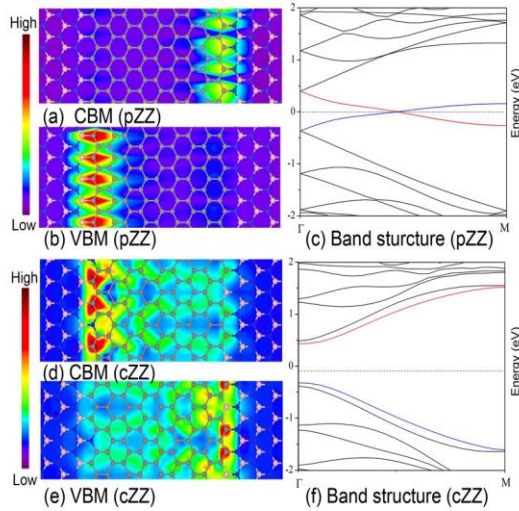 High
Low
(a) CBM (pZZ)
(b) VBM (pZZ)
2
1
0
-1
-2
Energy (eV)
Γ
M
(c) Band sturcture (pZZ)
High
Low
(d) CBM (cZZ)
(e) VBM (cZZ)
2
1
0
-1
-2
Energy (eV)
Γ
M
(f) Band structure (cZZ)